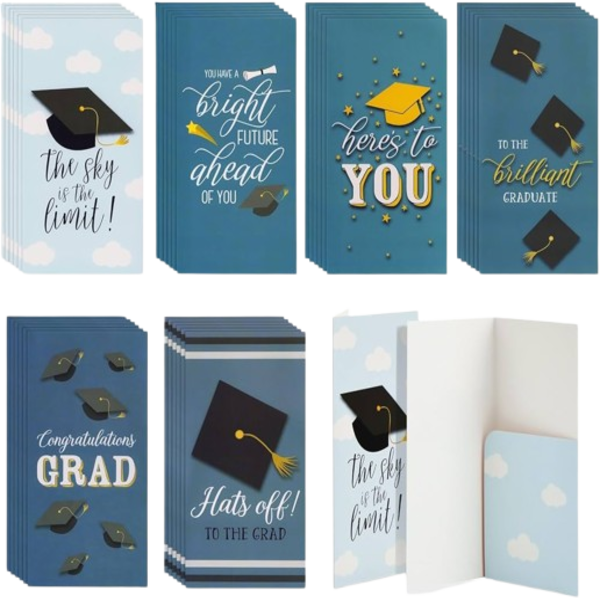 the sky
is the
limit!
YOU HAVE A
bright
FUTURE
ahead
OF YOU
here's to
YOU
TO THE
brilliant
GRADUATE
Congratulations
GRAD
Hats off!
TO THE GRAD
the sky
is the
limit!